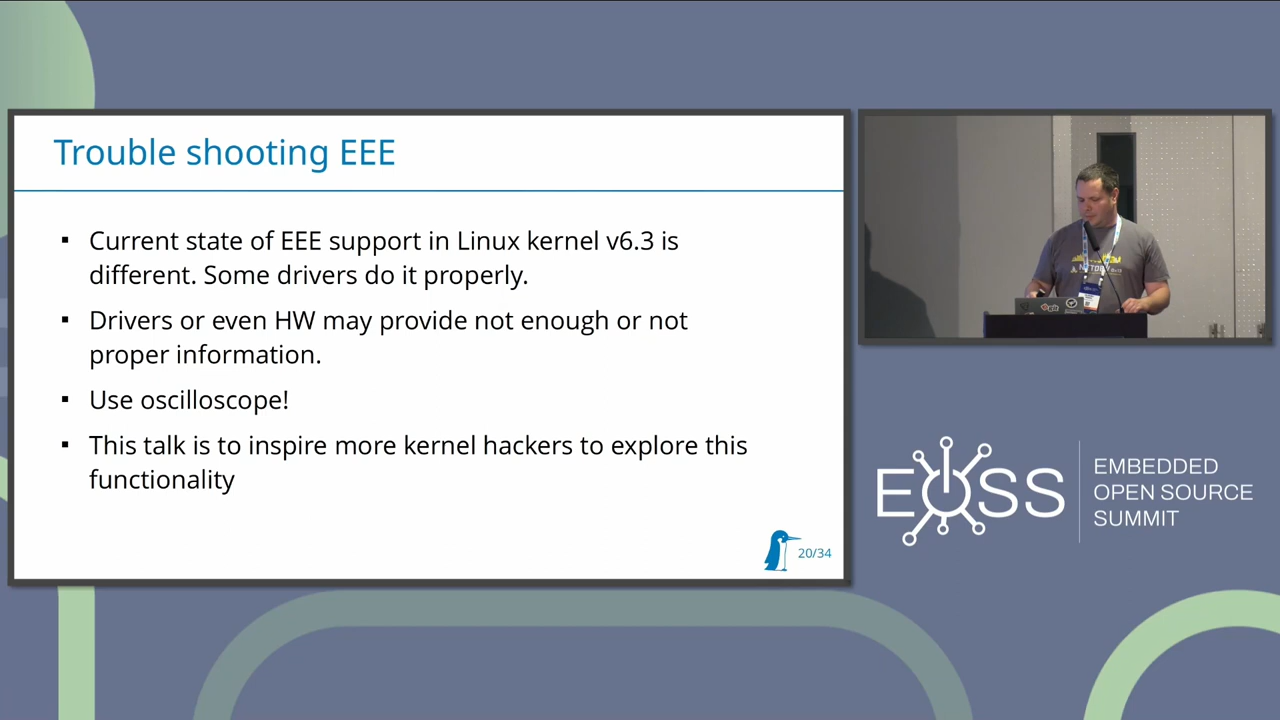 Trouble shooting EEE
▪ Current state of EEE support in Linux kernel v6.3 is
different. Some drivers do it properly.
▪ Drivers or even HW may provide not enough or not
proper information.
▪ Use oscilloscope!
▪ This talk is to inspire more kernel hackers to explore this
functionality
20/34
EOSS
EMBEDDED
OPEN SOURCE
SUMMIT